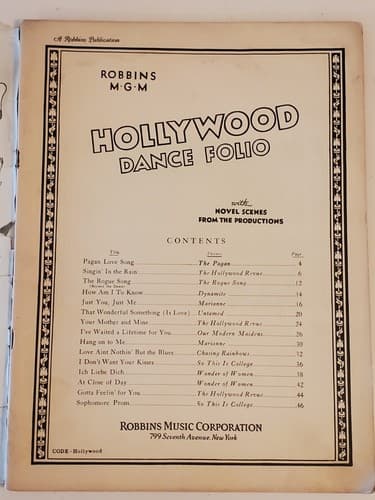 A Robbins Publication
ROBBINS
M·G·M
HOLLYWOOD
DANCE FOLIO
with
NOVEL SCENES
FROM THE PRODUCTIONS
CONTENTS
Title Picture Page
Pagan Love Song The Pagan 4
Singin' In the Rain The Hollywood Revue 6
The Rogue Song The Rogue Song 12
How Am I To Know Dynamite 14
Just You, Just Me Marianne 16
That Wonderful Something (Is Love) Untamed 20
Your Mother and Mine The Hollywood Revue 24
I've Waited a Lifetime for You Our Modern Maidens 26
Hang on to Me Marianne 30
Love Aint Nothin' But the Blues Chasing Rainbows 32
I Don't Want Your Kisses So This Is College 36
Ich Liebe Dich Wonder of Women 38
At Close of Day Wonder of Women 42
Gotta Feelin' for You The Hollywood Revue 44
Sophomore Prom So This Is College 46
ROBBINS MUSIC CORPORATION
799 Seventh Avenue, New York
CODE-Hollywood